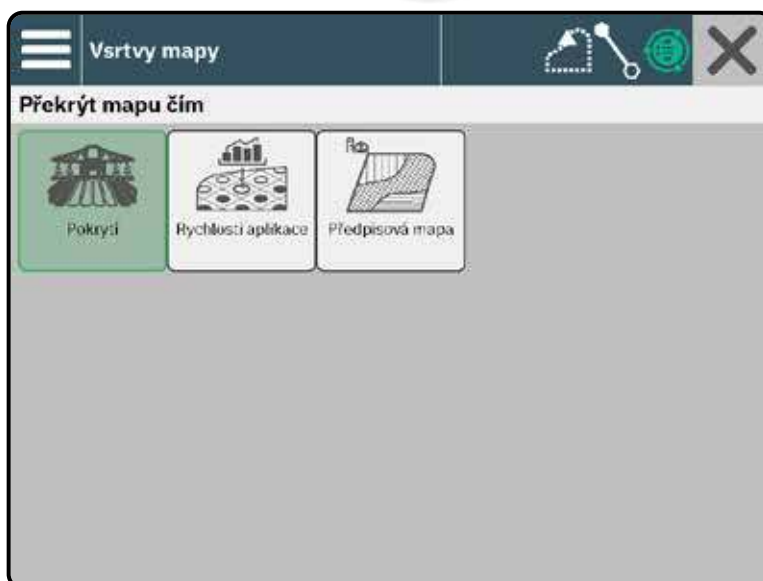 Vsrtvy mapy
Překrýt mapu čím
Pokrytí
Rychlosti aplikace
Předpisová mapa